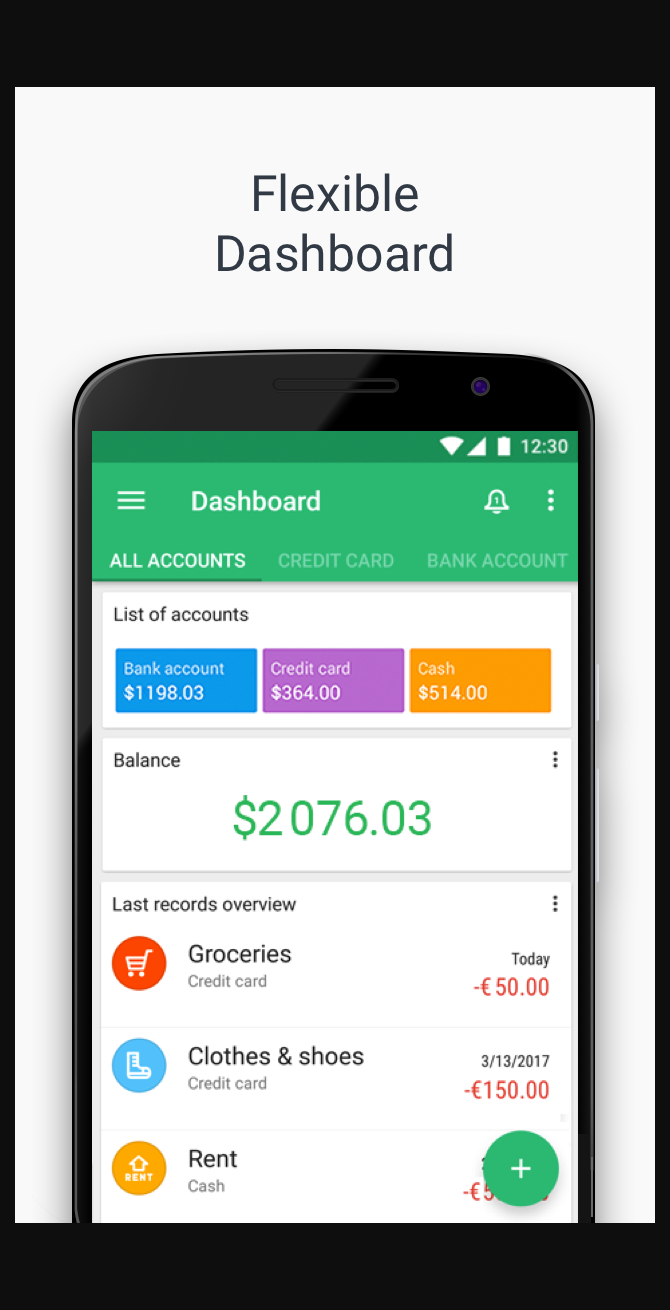 Flexible
Dashboard
12:30
Dashboard
1
ALL ACCOUNTS CREDIT CARD BANK ACCOUNT
List of accounts
Bank account Credit card Cash
$1198.03 $364.00 $514.00
Balance
$2 076.03
Last records overview
Groceries Today
Credit card -€ 50.00
Clothes & shoes 3/13/2017
Credit card -€150.00
Rent
RENT
Cash